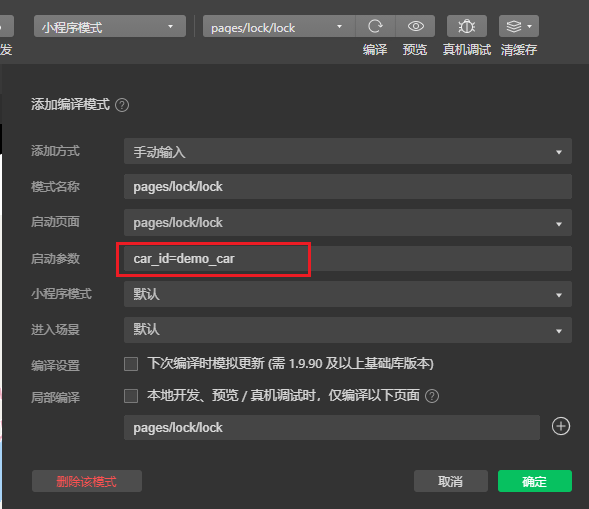 小程序模式
pages/lock/lock
发
编译
预览
真机调试
清缓存
添加编译模式 ?
添加方式 手动输入
模式名称 pages/lock/lock
启动页面 pages/lock/lock
启动参数 car_id=demo_car
小程序模式 默认
进入场景 默认
编译设置 下次编译时模拟更新 (需 1.9.90 及以上基础库版本)
局部编译 本地开发、预览 / 真机调试时，仅编译以下页面 ?
pages/lock/lock
删除该模式
取消
确定